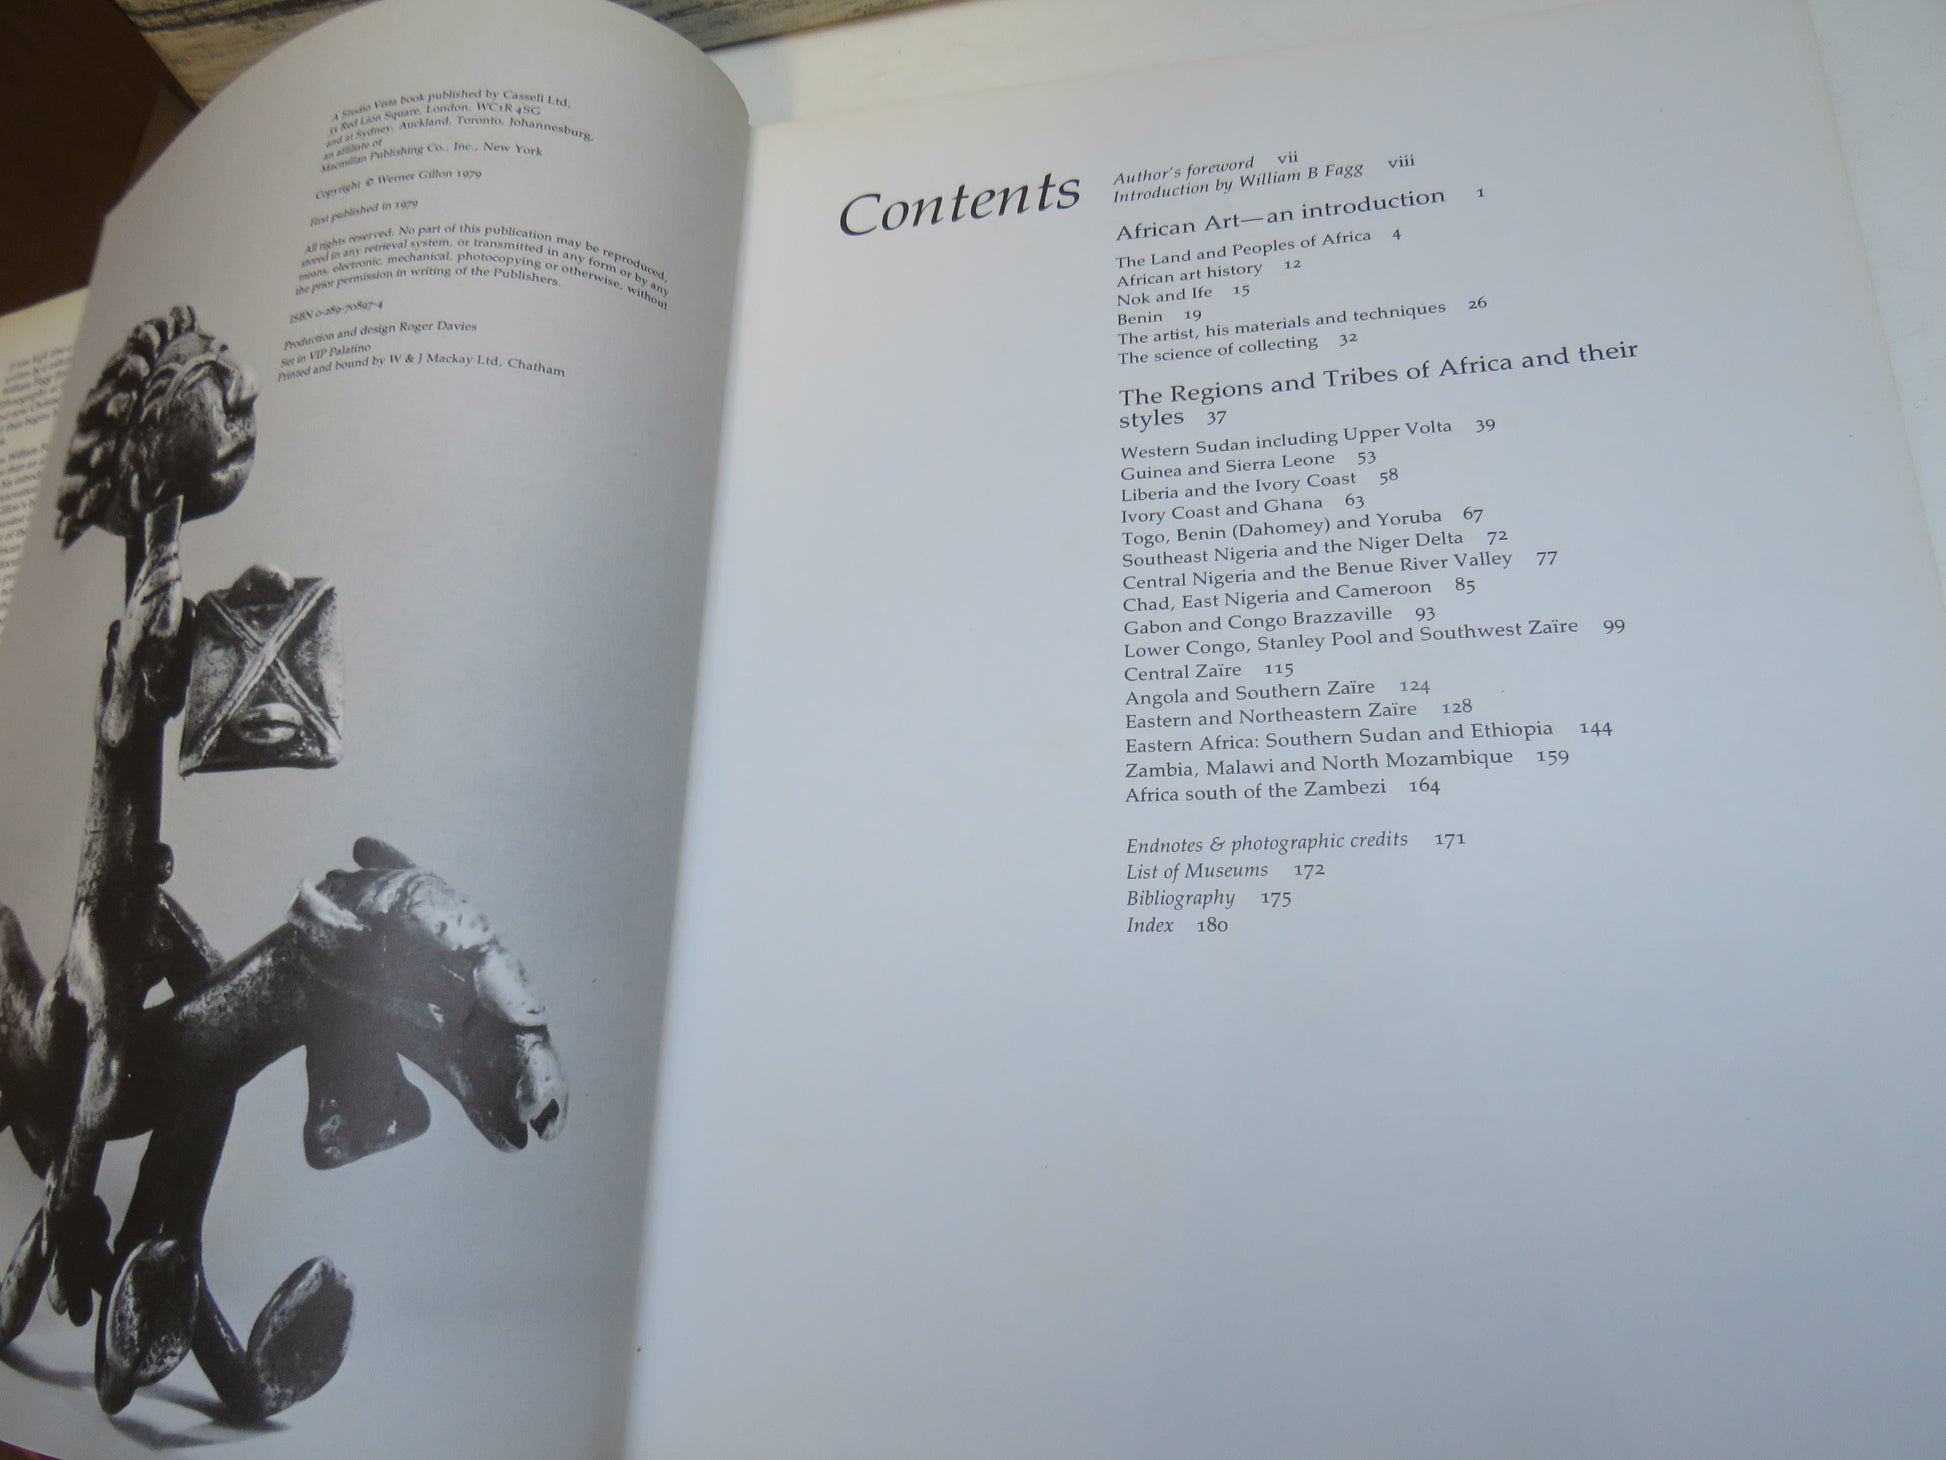 A Studio Vista book published by Cassell Ltd,
35 Red Lion Square, London, WC1R 4SG
and at Sydney, Auckland, Toronto, Johannesburg,
an affiliate of
Macmillan Publishing Co., Inc., New York
Copyright © Werner Gillon 1979
First published in 1979
All rights reserved. No part of this publication may be reproduced,
stored in any retrieval system, or transmitted in any form or by any
means, electronic, mechanical, photocopying or otherwise, without
the prior permission in writing of the Publishers.
ISBN 0-289-70897-4
Production and design Roger Davies
Set in VIP Palatino
Printed and bound by W & J Mackay Ltd, Chatham
Contents
Author's foreword vii
Introduction by William B Fagg viii
African Art—an introduction 1
The Land and Peoples of Africa 4
African art history 12
Nok and Ife 15
Benin 19
The artist, his materials and techniques 26
The science of collecting 32
The Regions and Tribes of Africa and their
styles 37
Western Sudan including Upper Volta 39
Guinea and Sierra Leone 53
Liberia and the Ivory Coast 58
Ivory Coast and Ghana 63
Togo, Benin (Dahomey) and Yoruba 67
Southeast Nigeria and the Niger Delta 72
Central Nigeria and the Benue River Valley 77
Chad, East Nigeria and Cameroon 85
Gabon and Congo Brazzaville 93
Lower Congo, Stanley Pool and Southwest Zaïre 99
Central Zaïre 115
Angola and Southern Zaïre 124
Eastern and Northeastern Zaïre 128
Eastern Africa: Southern Sudan and Ethiopia 144
Zambia, Malawi and North Mozambique 159
Africa south of the Zambezi 164
Endnotes & photographic credits 171
List of Museums 172
Bibliography 175
Index 180